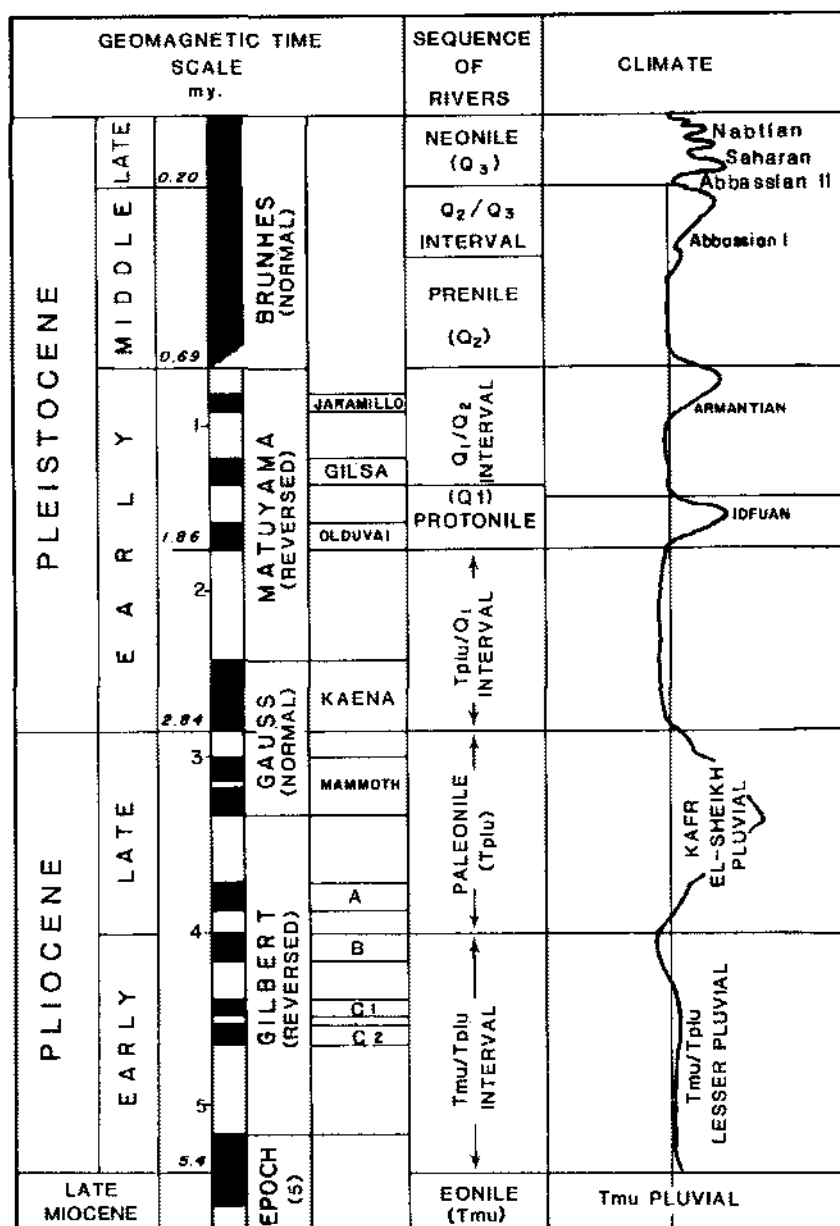 GEOMAGNETIC TIME
SCALE
my.
SEQUENCE
OF
RIVERS
CLIMATE
PLEISTOCENE
LATE
MIDDLE
EARLY
0.20
0.69
1
1.86
2
2.84
BRUNHES
(NORMAL)
MATUYAMA
(REVERSED)
GAUSS
(NORMAL)
JARAMILLO
GILSA
OLDUVAI
KAENA
MAMMOTH
NEONILE
(Q3)
Q2/Q3
INTERVAL
PRENILE
(Q2)
Q1/Q2
INTERVAL
(Q1)
PROTONILE
Tplu/Q1
INTERVAL
Nabtian
Saharan
Abbassian II
Abbassian I
ARMANTIAN
IDFUAN
PLIOCENE
LATE
EARLY
3
4
5
5.4
GILBERT
(REVERSED)
A
B
C1
C2
PALEONILE
(Tplu)
Tmu/Tplu
INTERVAL
KAFR
EL-SHEIKH
PLUVIAL
Tmu/Tplu
LESSER PLUVIAL
LATE
MIOCENE
EPOCH
(5)
EONILE
(Tmu)
Tmu PLUVIAL